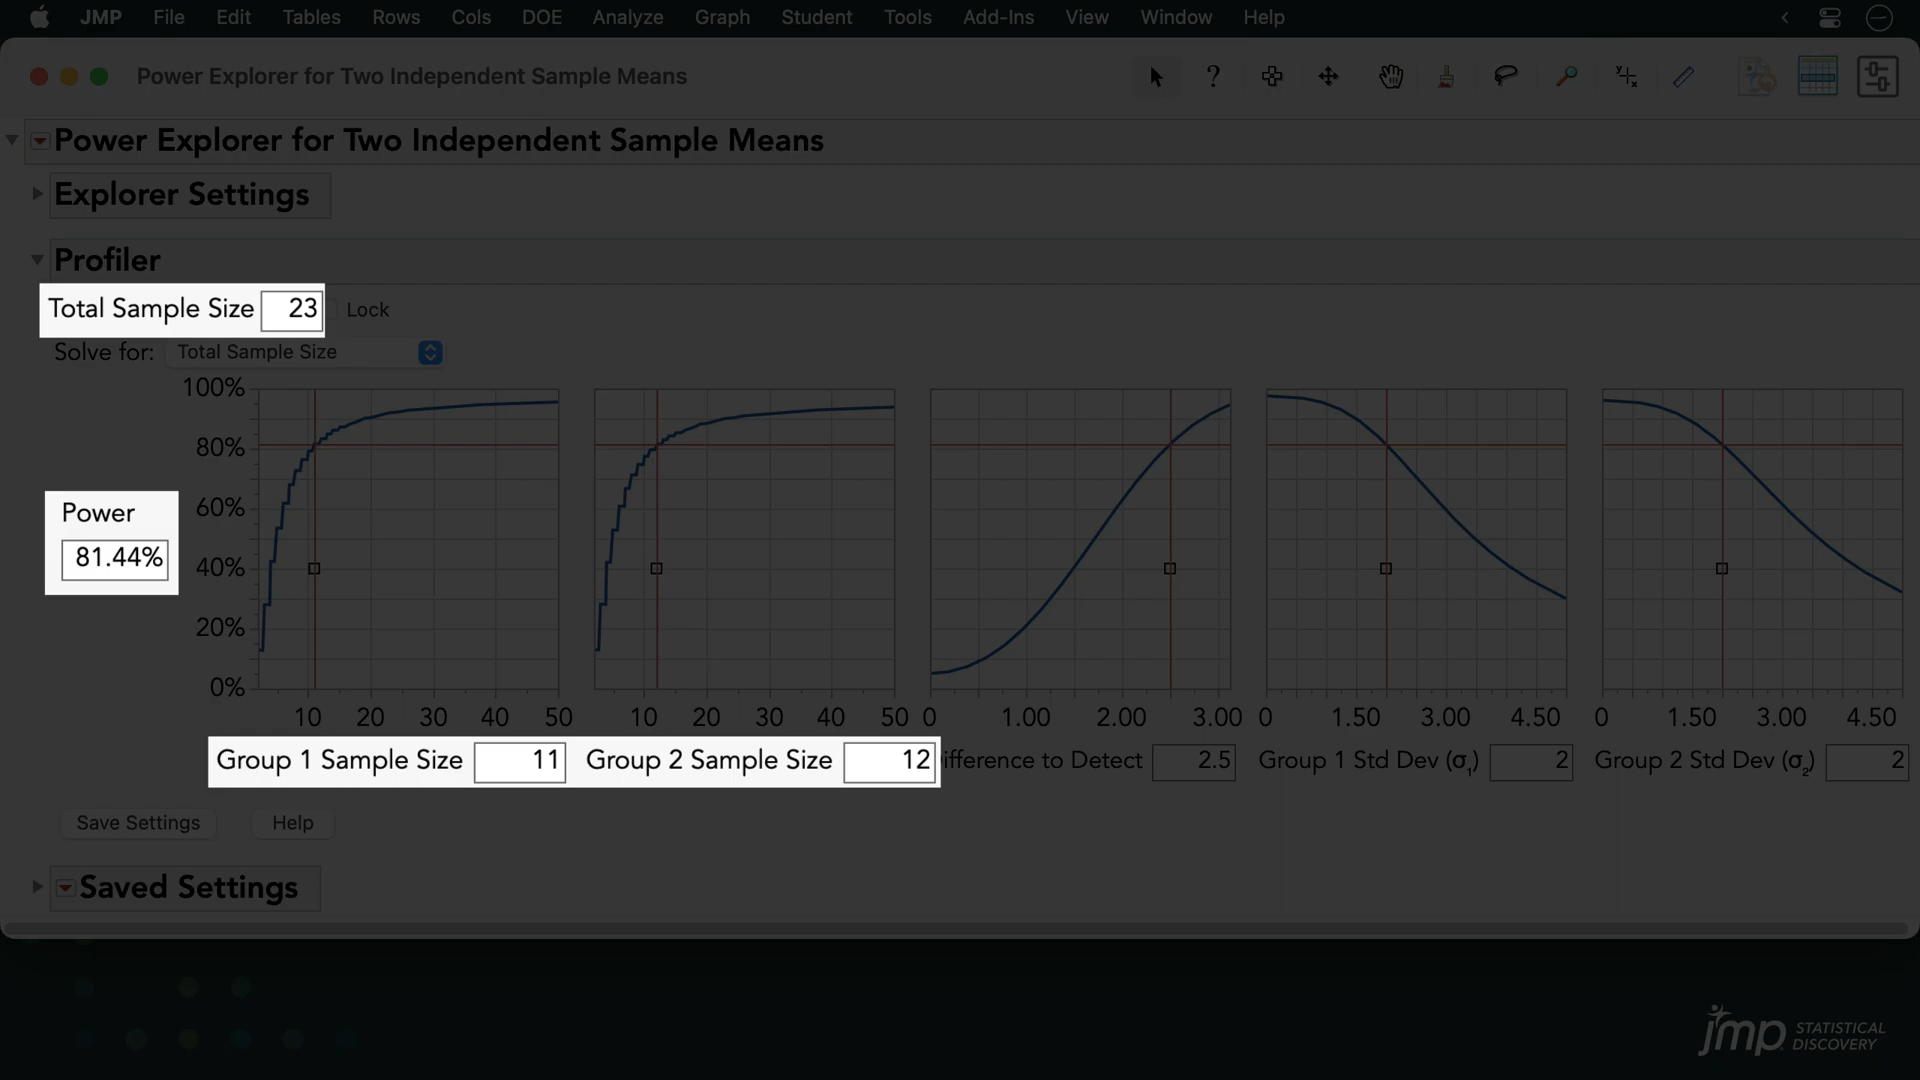 JMP File Edit Tables Rows Cols DOE Analyze Graph Student Tools Add-Ins View Window Help
Power Explorer for Two Independent Sample Means
Power Explorer for Two Independent Sample Means
Explorer Settings
Profiler
Total Sample Size 23 Lock
Solve for: Total Sample Size
100%
80%
60%
40%
20%
0%
Power
81.44%
10 20 30 40 50
10 20 30 40 50
0 1.00 2.00 3.00
0 1.50 3.00 4.50
0 1.50 3.00 4.50
Group 1 Sample Size 11
Group 2 Sample Size 12
ifference to Detect 2.5
Group 1 Std Dev (σ₁) 2
Group 2 Std Dev (σ₂) 2
Save Settings Help
Saved Settings
jmp STATISTICAL DISCOVERY